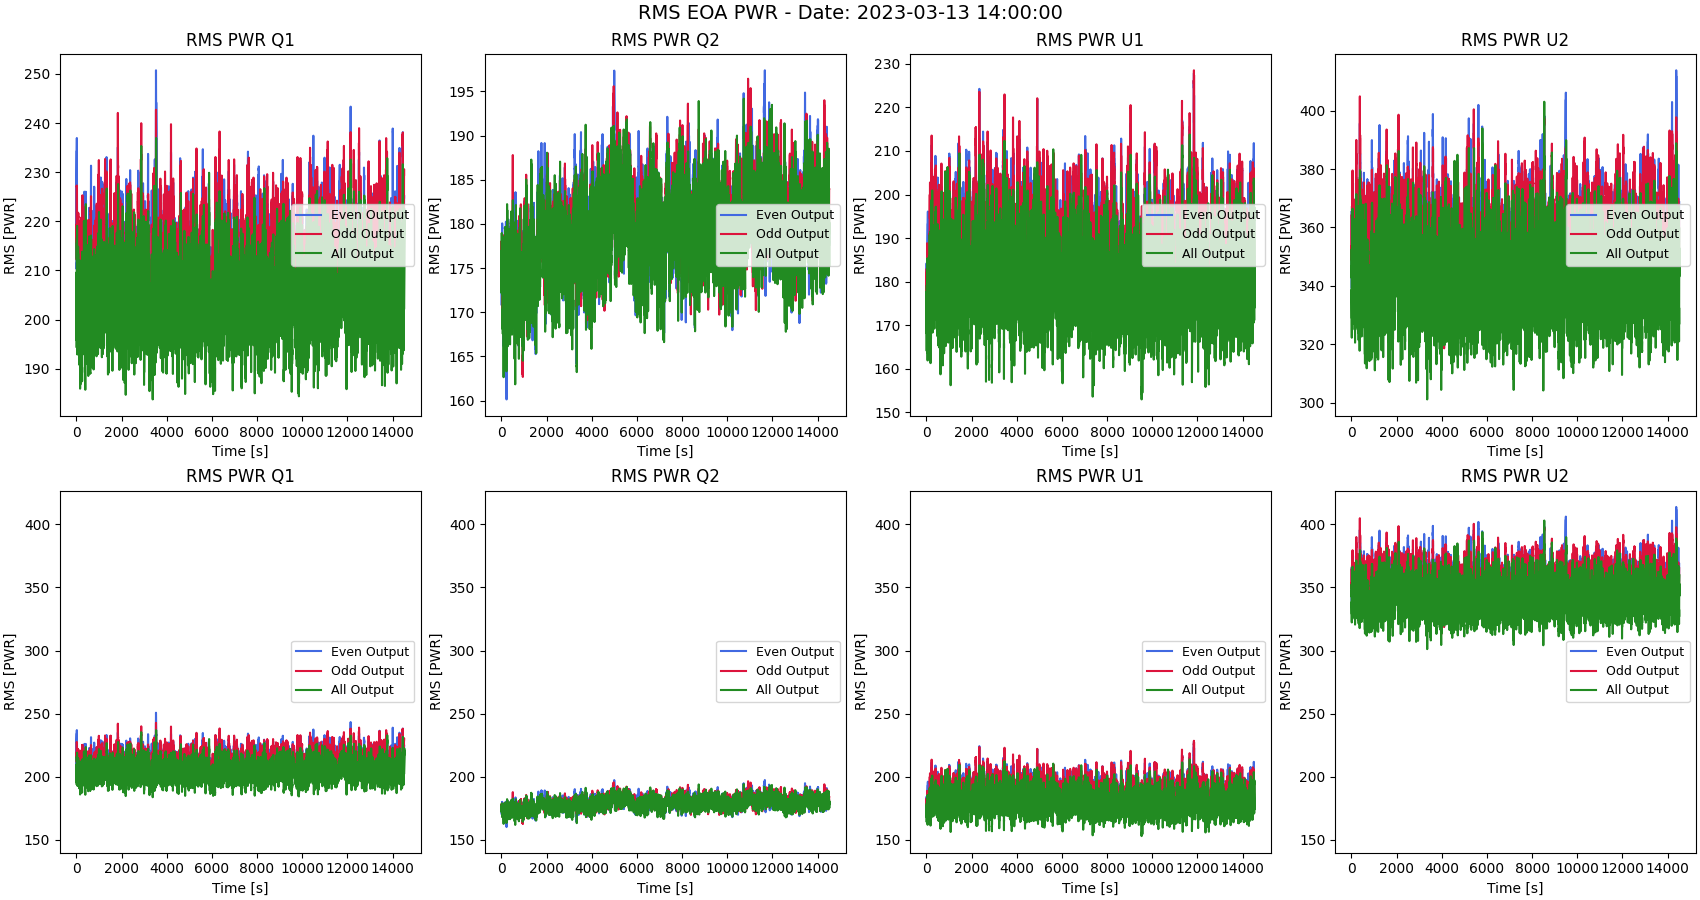 RMS EOA PWR - Date: 2023-03-13 14:00:00
RMS PWR Q1
RMS [PWR]
250
240
230
220
210
200
190
0 2000 4000 6000 8000 10000 12000 14000
Time [s]
Even Output
Odd Output
All Output
RMS PWR Q2
RMS [PWR]
195
190
185
180
175
170
165
160
0 2000 4000 6000 8000 10000 12000 14000
Time [s]
Even Output
Odd Output
All Output
RMS PWR U1
RMS [PWR]
230
220
210
200
190
180
170
160
150
0 2000 4000 6000 8000 10000 12000 14000
Time [s]
Even Output
Odd Output
All Output
RMS PWR U2
RMS [PWR]
400
380
360
340
320
300
0 2000 4000 6000 8000 10000 12000 14000
Time [s]
Even Output
Odd Output
All Output
RMS PWR Q1
RMS [PWR]
400
350
300
250
200
150
0 2000 4000 6000 8000 10000 12000 14000
Time [s]
Even Output
Odd Output
All Output
RMS PWR Q2
RMS [PWR]
400
350
300
250
200
150
0 2000 4000 6000 8000 10000 12000 14000
Time [s]
Even Output
Odd Output
All Output
RMS PWR U1
RMS [PWR]
400
350
300
250
200
150
0 2000 4000 6000 8000 10000 12000 14000
Time [s]
Even Output
Odd Output
All Output
RMS PWR U2
RMS [PWR]
400
350
300
250
200
150
0 2000 4000 6000 8000 10000 12000 14000
Time [s]
Even Output
Odd Output
All Output